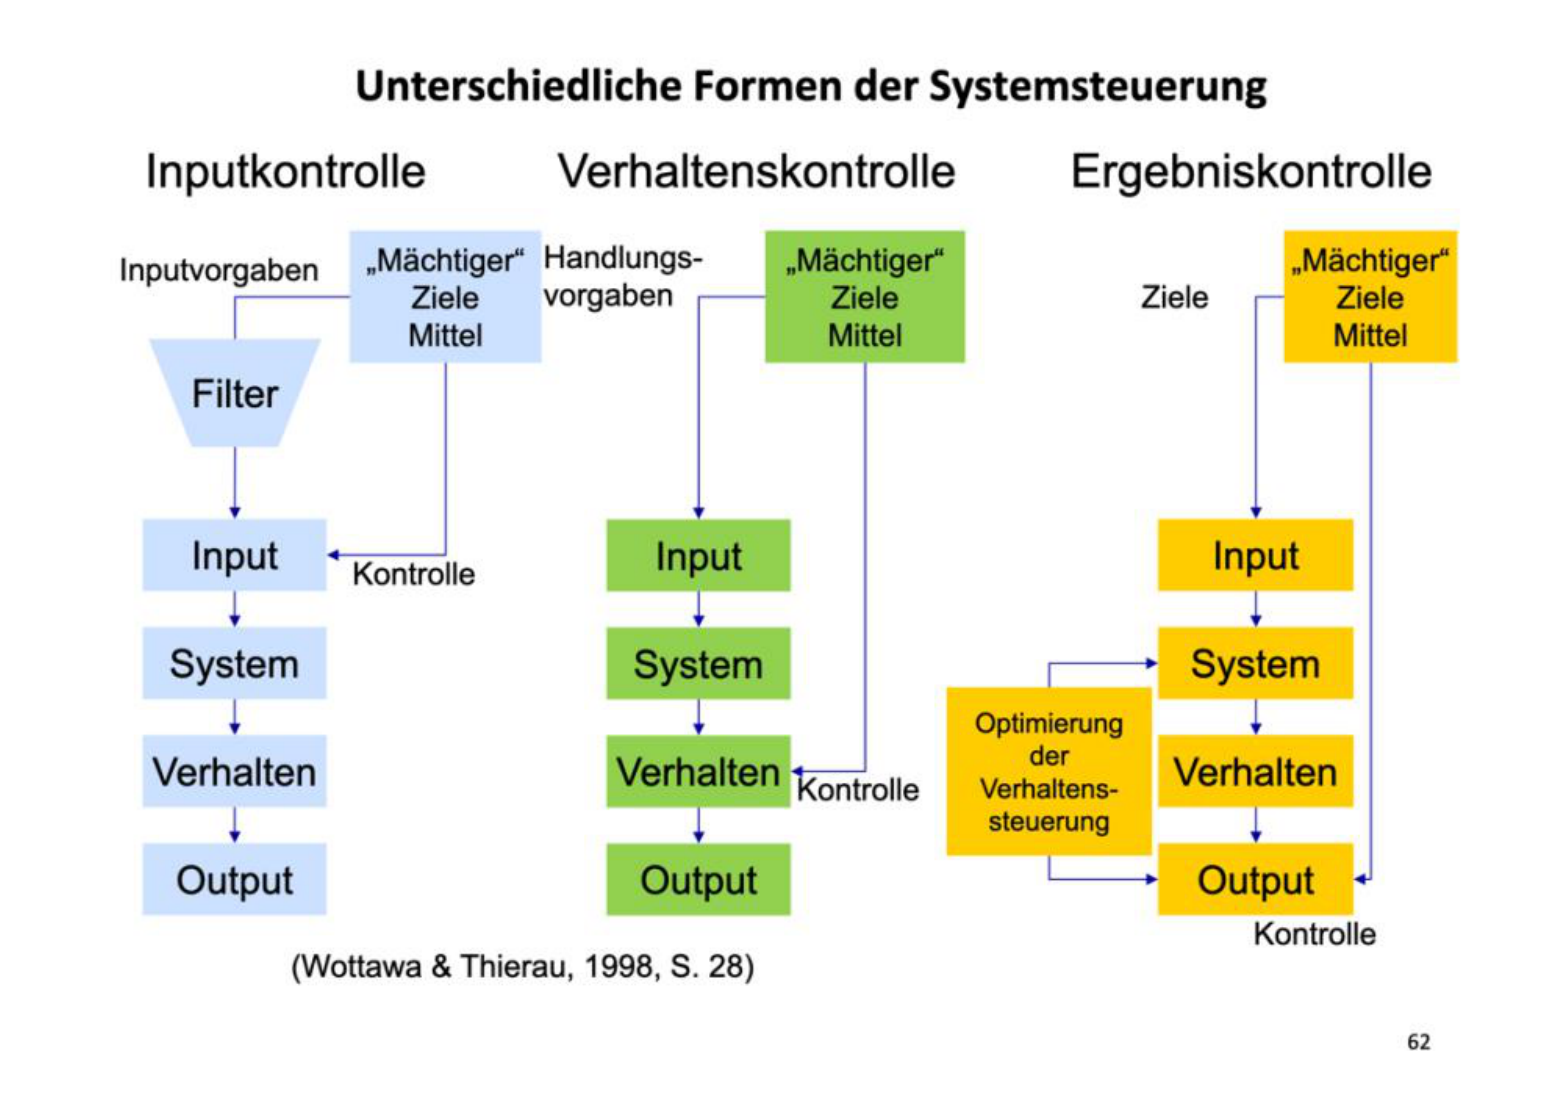 Unterschiedliche Formen der Systemsteuerung
Inputkontrolle
Inputvorgaben
„Mächtiger“
Ziele
Mittel
Filter
Input
Kontrolle
System
Verhalten
Output
Verhaltenskontrolle
Handlungs-
vorgaben
„Mächtiger“
Ziele
Mittel
Input
System
Verhalten
Kontrolle
Output
Ergebniskontrolle
Ziele
„Mächtiger“
Ziele
Mittel
Input
System
Optimierung
der
Verhaltens-
steuerung
Verhalten
Output
Kontrolle
(Wottawa & Thierau, 1998, S. 28)
62